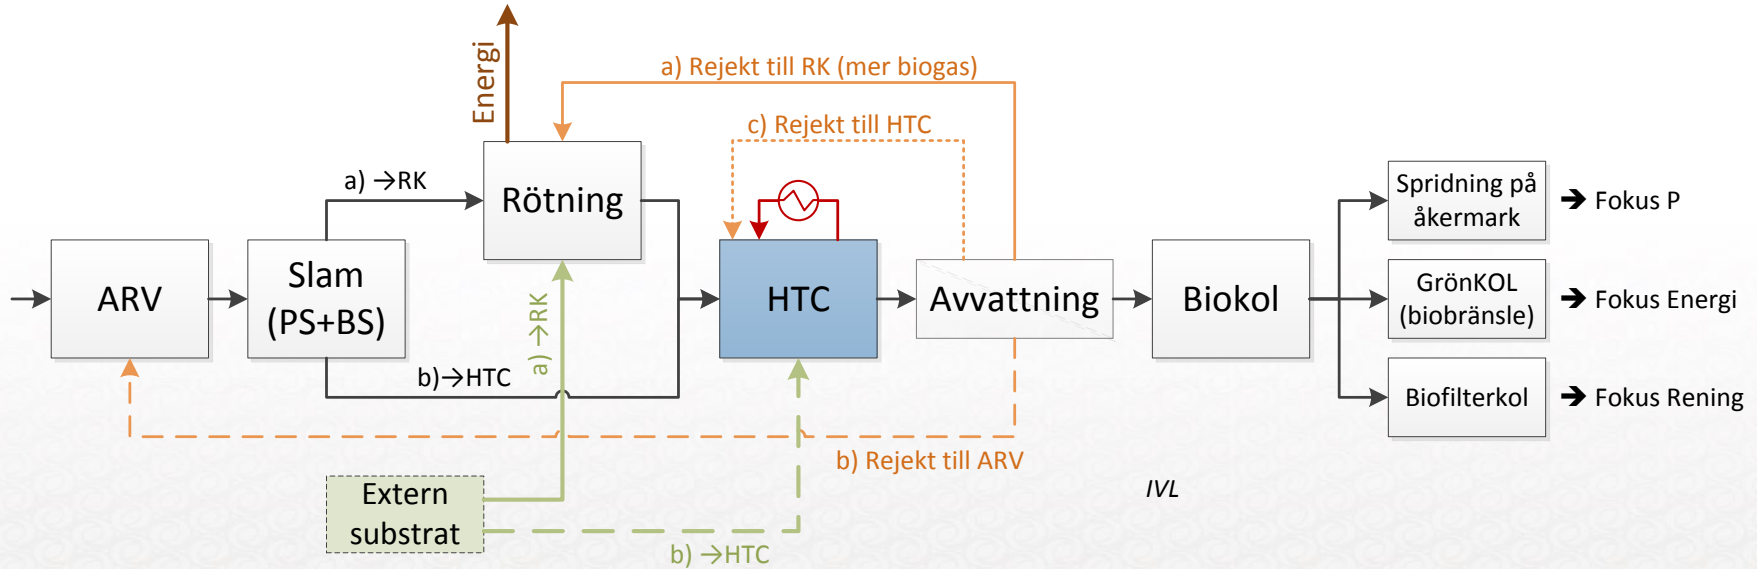 Energi
a) Rejekt till RK (mer biogas)
c) Rejekt till HTC
a) →RK
Rötning
Spridning på
åkermark
→ Fokus P
ARV
Slam
(PS+BS)
a) →RK
HTC
Avvattning
Biokol
GrönKOL
(biobränsle)
→ Fokus Energi
b)→HTC
Biofilterkol
→ Fokus Rening
b) Rejekt till ARV
Extern
substrat
IVL
b) →HTC